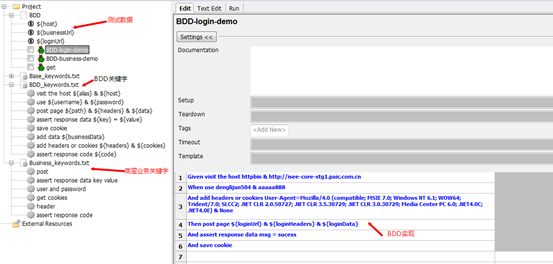 Project
BDD
${host}
${businessUrl}
${loginUrl}
BDD-login-demo
BDD-business-demo
get
Base_keywords.txt
BDD_keywords.txt
visit the host ${alias} & ${host}
use ${username} & ${password}
post page ${path} & ${headers} & ${data}
assert response data ${key} = ${value}
save cookie
add data ${businessData}
add headers or cookies ${headers} & ${cookies}
assert response code ${code}
Business_keywords.txt
post
assert response data key value
user and password
get cookies
header
assert response code
External Resources
测试数据
BDD关键字
底层业务关键字
Edit Text Edit Run
BDD-login-demo
Settings <<
Documentation
Setup
Teardown
Tags <Add New>
Timeout
Template
1 Given visit the host httpbin & http://isee-core-stg1.paic.com.cn
2 When use denglijun504 & aaaaa888
3 And add headers or cookies User-Agent=Mozilla/4.0 (compatible; MSIE 7.0; Windows NT 6.1; WOW64;
Trident/7.0; SLCC2; .NET CLR 2.0.50727; .NET CLR 3.5.30729; .NET CLR 3.0.30729; Media Center PC 6.0; .NET4.0C;
.NET4.0E) & None
4 Then post page ${loginUrl} & ${loginHeaders} & ${loginData}
5 And assert response data msg = sucess
6 And save cookie
7
BDD实现